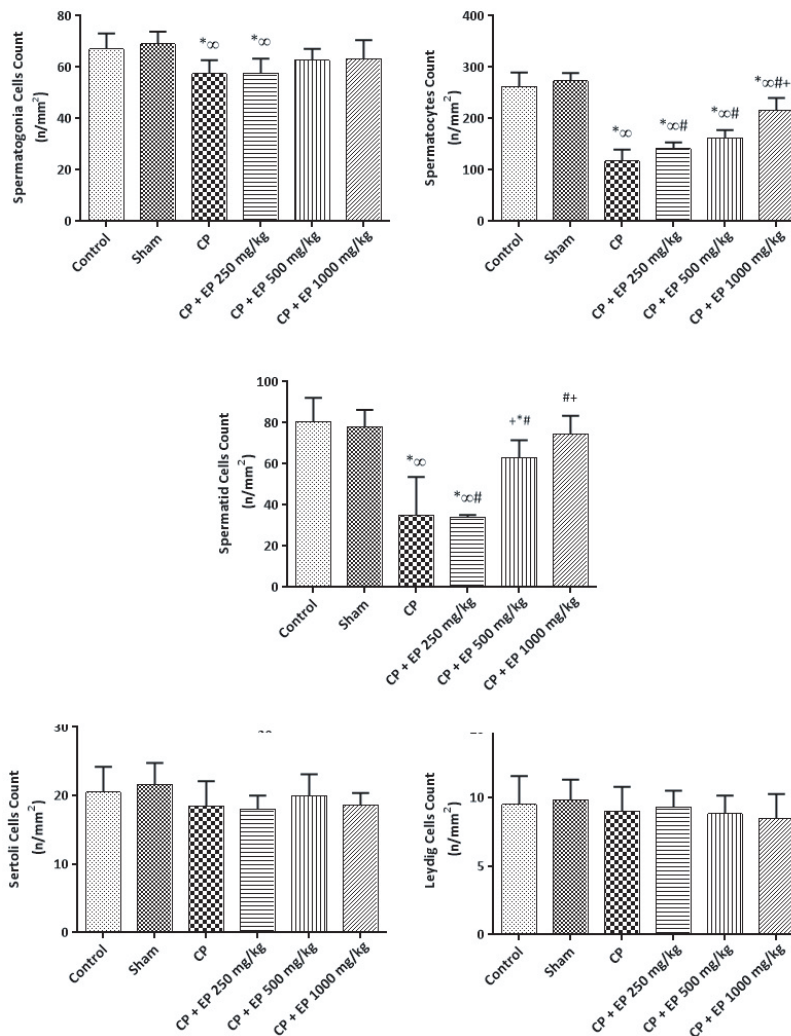 Spermatogonia Cells Count
(n/mm²)
80
60
40
20
0
*∞
*∞
Control
Sham
CP
CP + EP 250 mg/kg
CP + EP 500 mg/kg
CP + EP 1000 mg/kg
Spermatocytes Count
(n/mm²)
400
300
200
100
0
*∞
*∞#
*∞#
*∞#+
Control
Sham
CP
CP + EP 250 mg/kg
CP + EP 500 mg/kg
CP + EP 1000 mg/kg
Spermatid Cells Count
(n/mm²)
100
80
60
40
20
0
*∞
*∞#
+*#
#+
Control
Sham
CP
CP + EP 250 mg/kg
CP + EP 500 mg/kg
CP + EP 1000 mg/kg
Sertoli Cells Count
(n/mm²)
30
20
10
0
Control
Sham
CP
CP + EP 250 mg/kg
CP + EP 500 mg/kg
CP + EP 1000 mg/kg
Leydig Cells Count
(n/mm²)
10
5
0
Control
Sham
CP
CP + EP 250 mg/kg
CP + EP 500 mg/kg
CP + EP 1000 mg/kg